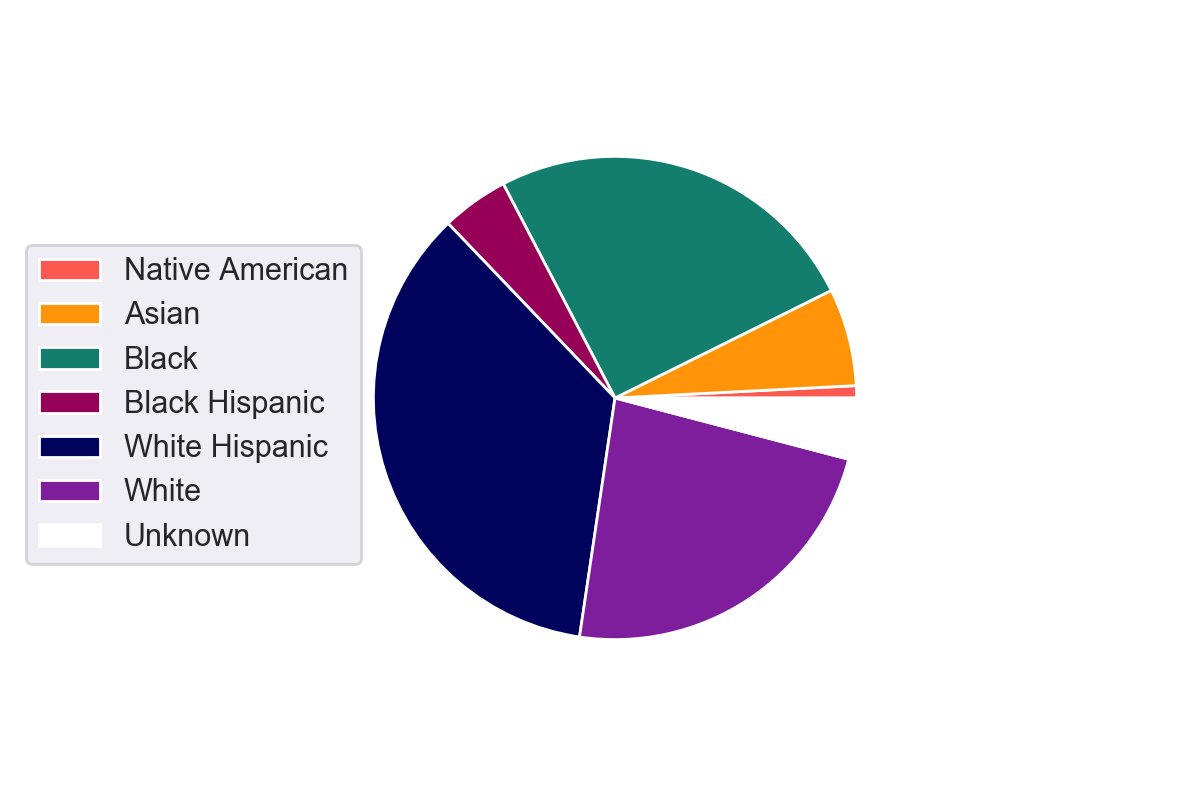 Native American
Asian
Black
Black Hispanic
White Hispanic
White
Unknown